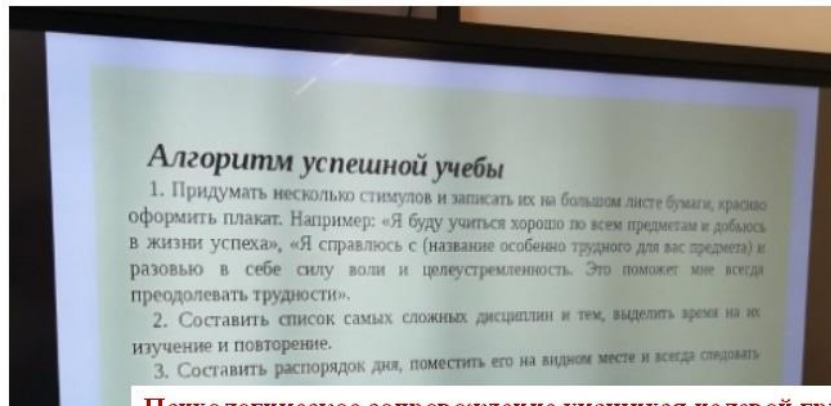 Алгоритм успешной учебы
1. Придумать несколько стимулов и записать их на большом листе бумаги, красиво
оформить плакат. Например: «Я буду учиться хорошо по всем предметам и добьюсь
в жизни успеха», «Я справлюсь с (название особенно трудного для вас предмета) и
разовью в себе силу воли и целеустремленность. Это поможет мне всегда
преодолевать трудности».
2. Составить список самых сложных дисциплин и тем, выделить время на их
изучение и повторение.
3. Составить распорядок дня, поместить его на видном месте и всегда следовать